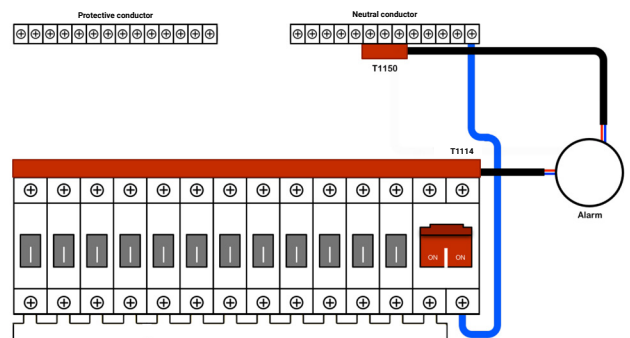 Protective conductor
Neutral conductor
T1150
T1114
Alarm
ON ON